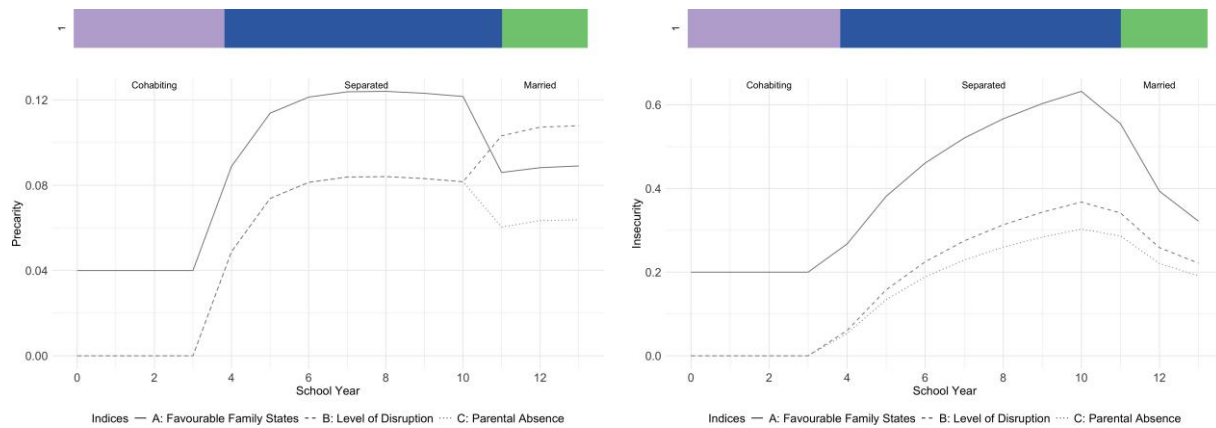 1
Cohabiting Separated Married
0.12
0.08
0.04
0.00
Precarity
0 2 4 6 8 10 12
School Year
Indices A: Favourable Family States B: Level of Disruption C: Parental Absence
1
Cohabiting Separated Married
0.6
0.4
0.2
0.0
Insecurity
0 2 4 6 8 10 12
School Year
Indices A: Favourable Family States B: Level of Disruption C: Parental Absence